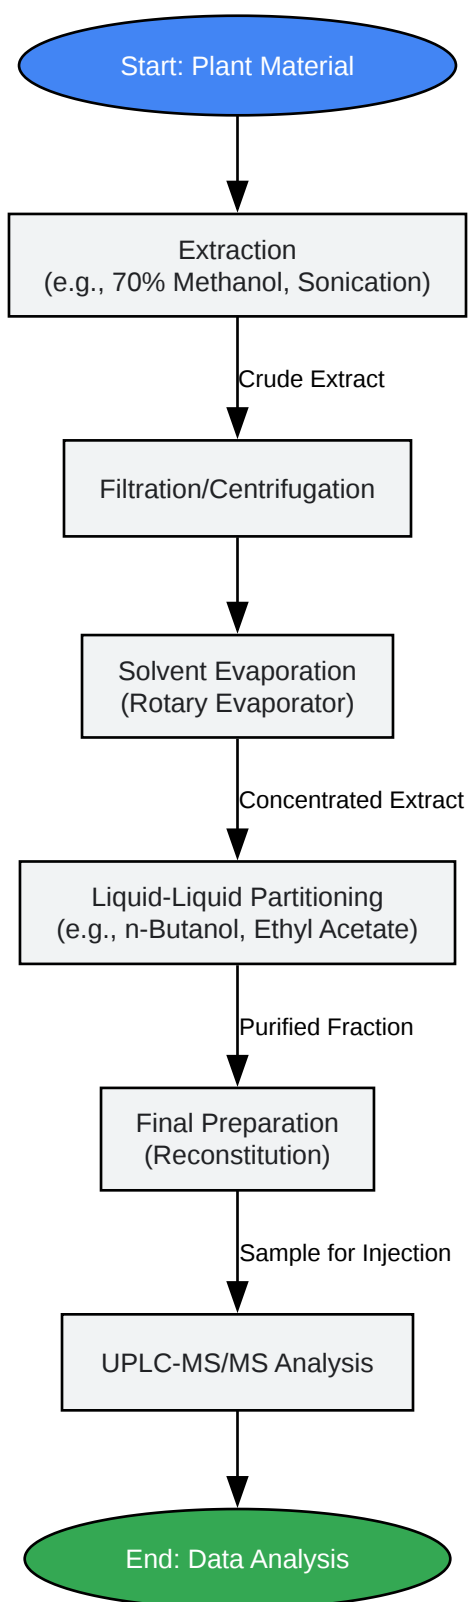 Start: Plant Material
Extraction
(e.g., 70% Methanol, Sonication)
Crude Extract
Filtration/Centrifugation
Solvent Evaporation
(Rotary Evaporator)
Concentrated Extract
Liquid-Liquid Partitioning
(e.g., n-Butanol, Ethyl Acetate)
Purified Fraction
Final Preparation
(Reconstitution)
Sample for Injection
UPLC-MS/MS Analysis
End: Data Analysis